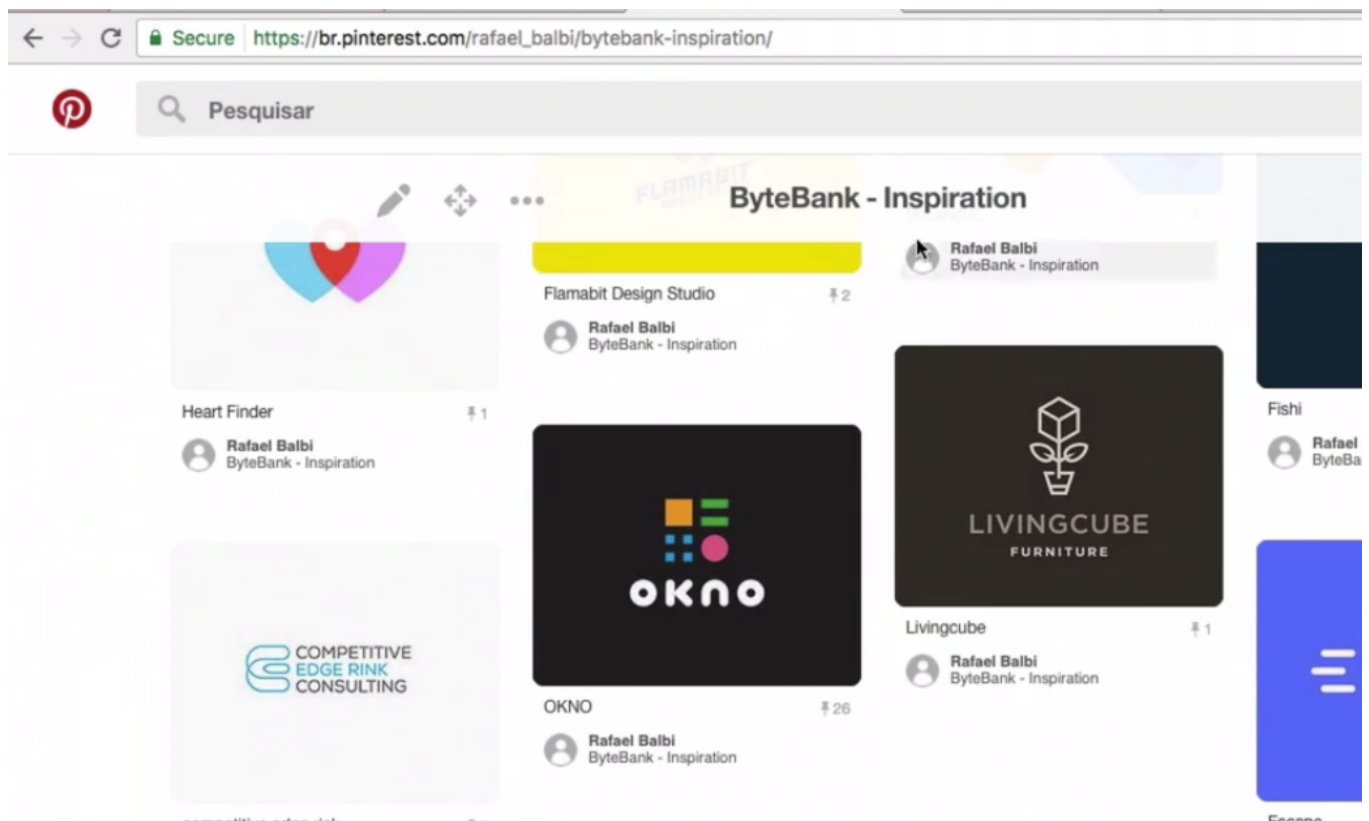 Secure https://br.pinterest.com/rafael_balbi/bytebank-inspiration/
Pesquisar
FLAMABIT
ByteBank - Inspiration
Rafael Balbi
ByteBank - Inspiration
Flamabit Design Studio 2
Rafael Balbi
ByteBank - Inspiration
Heart Finder 1
Rafael Balbi
ByteBank - Inspiration
LIVINGCUBE
FURNITURE
Fishi
Rafael
ByteBa
OKNO
COMPETITIVE
EDGE RINK
CONSULTING
Livingcube 1
Rafael Balbi
ByteBank - Inspiration
OKNO 26
Rafael Balbi
ByteBank - Inspiration